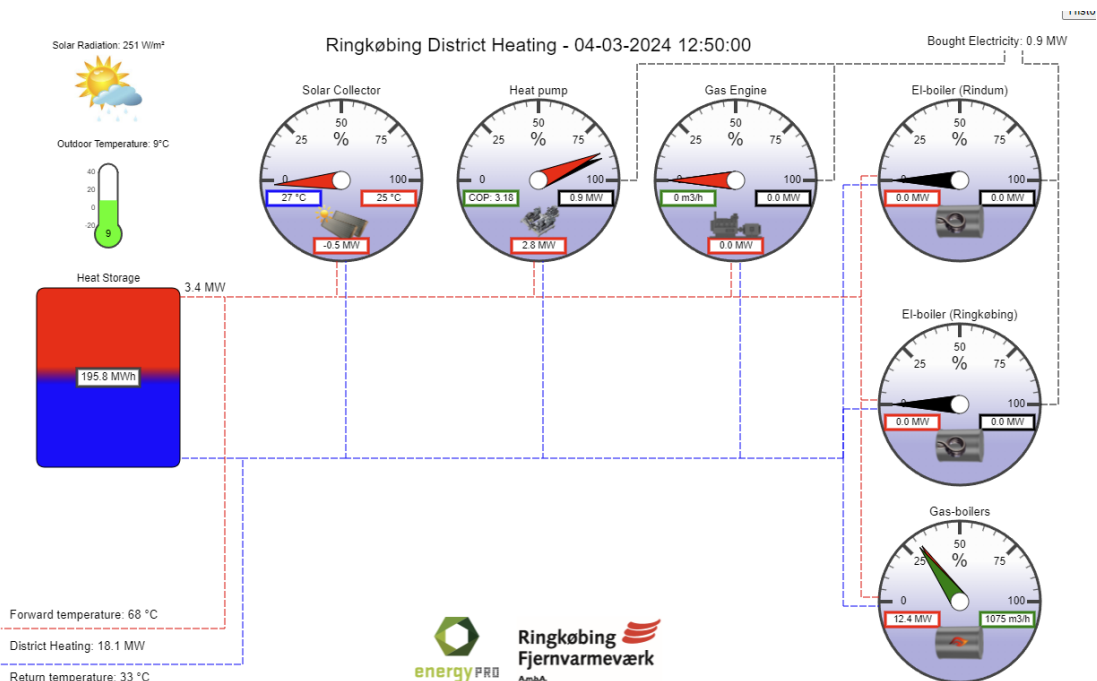 Solar Radiation: 251 W/m²
Ringkøbing District Heating - 04-03-2024 12:50:00
Bought Electricity: 0.9 MW
Outdoor Temperature: 9°C
40
20
0
-20
9
Solar Collector
0
25
50
75
100
%
27 °C
25 °C
-0.5 MW
Heat pump
0
25
50
75
100
%
COP: 3.18
0.9 MW
2.8 MW
Gas Engine
0
25
50
75
100
%
0 m3/h
0.0 MW
0.0 MW
El-boiler (Rindum)
0
25
50
75
100
%
0.0 MW
0.0 MW
Heat Storage
3.4 MW
195.8 MWh
El-boiler (Ringkøbing)
0
25
50
75
100
%
0.0 MW
0.0 MW
Gas-boilers
0
25
50
75
100
%
12.4 MW
1075 m3/h
Forward temperature: 68 °C
District Heating: 18.1 MW
Return temperature: 33 °C
energyPRO
Ringkøbing
Fjernvarmeværk
AmbA.